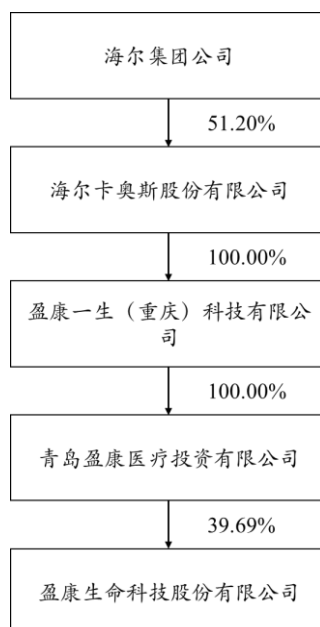 海尔集团公司
51.20%
海尔卡奥斯股份有限公司
100.00%
盈康一生（重庆）科技有限公
司
100.00%
青岛盈康医疗投资有限公司
39.69%
盈康生命科技股份有限公司